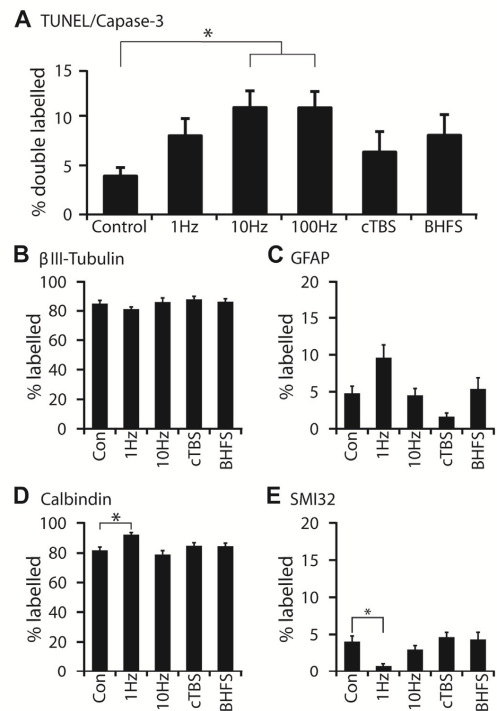 A TUNEL/Capase-3
*
% double labelled
15
10
5
0
Control 1Hz 10Hz 100Hz cTBS BHFS
B βIII-Tubulin
% labelled
100
80
60
40
20
0
Con 1Hz 10Hz cTBS BHFS
C GFAP
% labelled
20
15
10
5
0
Con 1Hz 10Hz cTBS BHFS
D Calbindin
*
% labelled
100
80
60
40
20
0
Con 1Hz 10Hz cTBS BHFS
E SMI32
*
% labelled
20
15
10
5
0
Con 1Hz 10Hz cTBS BHFS